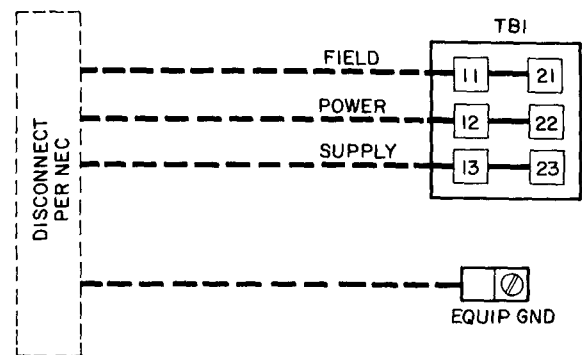 TB1
FIELD
11 21
POWER
12 22
SUPPLY
13 23
DISCONNECT
PER NEC
EQUIP GND